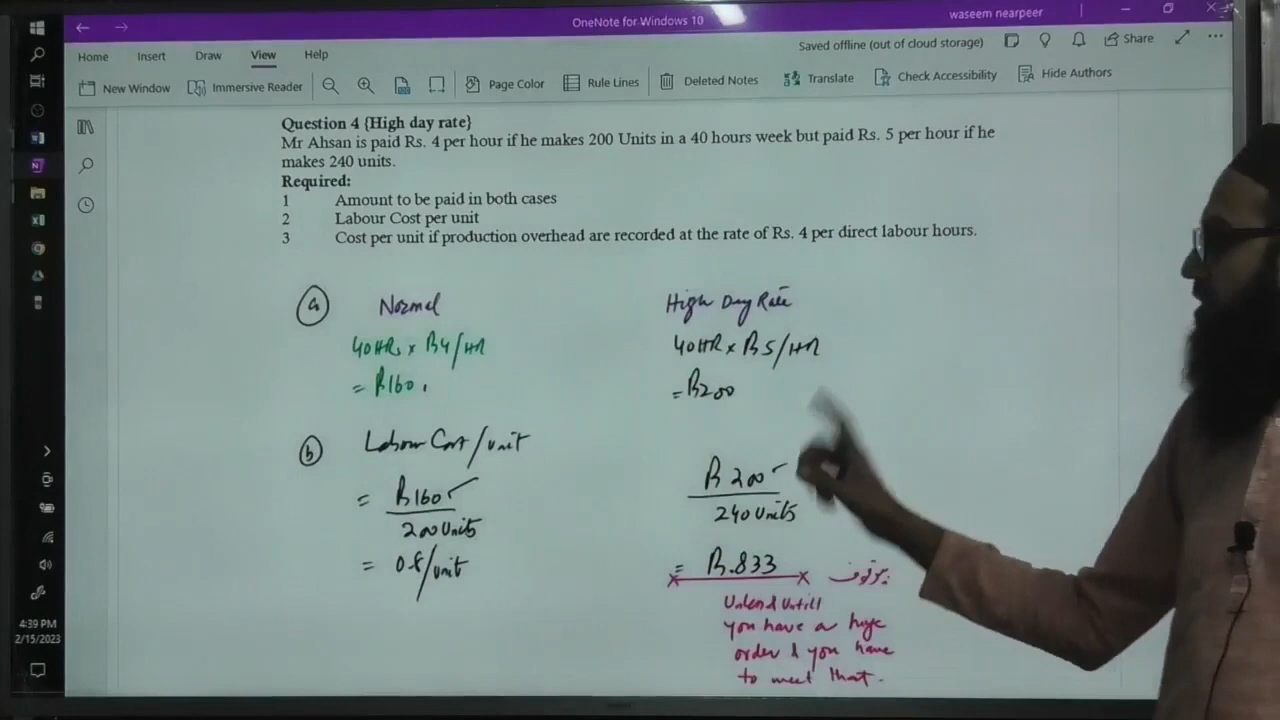 OneNote for Windows 10
waseem nearpeer
Home Insert Draw View Help
Saved offline (out of cloud storage) Share
New Window Immersive Reader Page Color Rule Lines Deleted Notes Translate Check Accessibility Hide Authors
Question 4 {High day rate}
Mr Ahsan is paid Rs. 4 per hour if he makes 200 Units in a 40 hours week but paid Rs. 5 per hour if he
makes 240 units.
Required:
1 Amount to be paid in both cases
2 Labour Cost per unit
3 Cost per unit if production overhead are recorded at the rate of Rs. 4 per direct labour hours.
a Normal High Day Rate
40HRs x Rs4/HR 40HR x Rs5/HR
= Rs160. = Rs200
b Labour Cost/unit
= Rs160 Rs200
200 Units 240 Units
= 0.8/unit = Rs.833
بیوقوف
Unless & Untill
you have a huge
order & you have
to meet that.
4:39 PM
2/15/2023